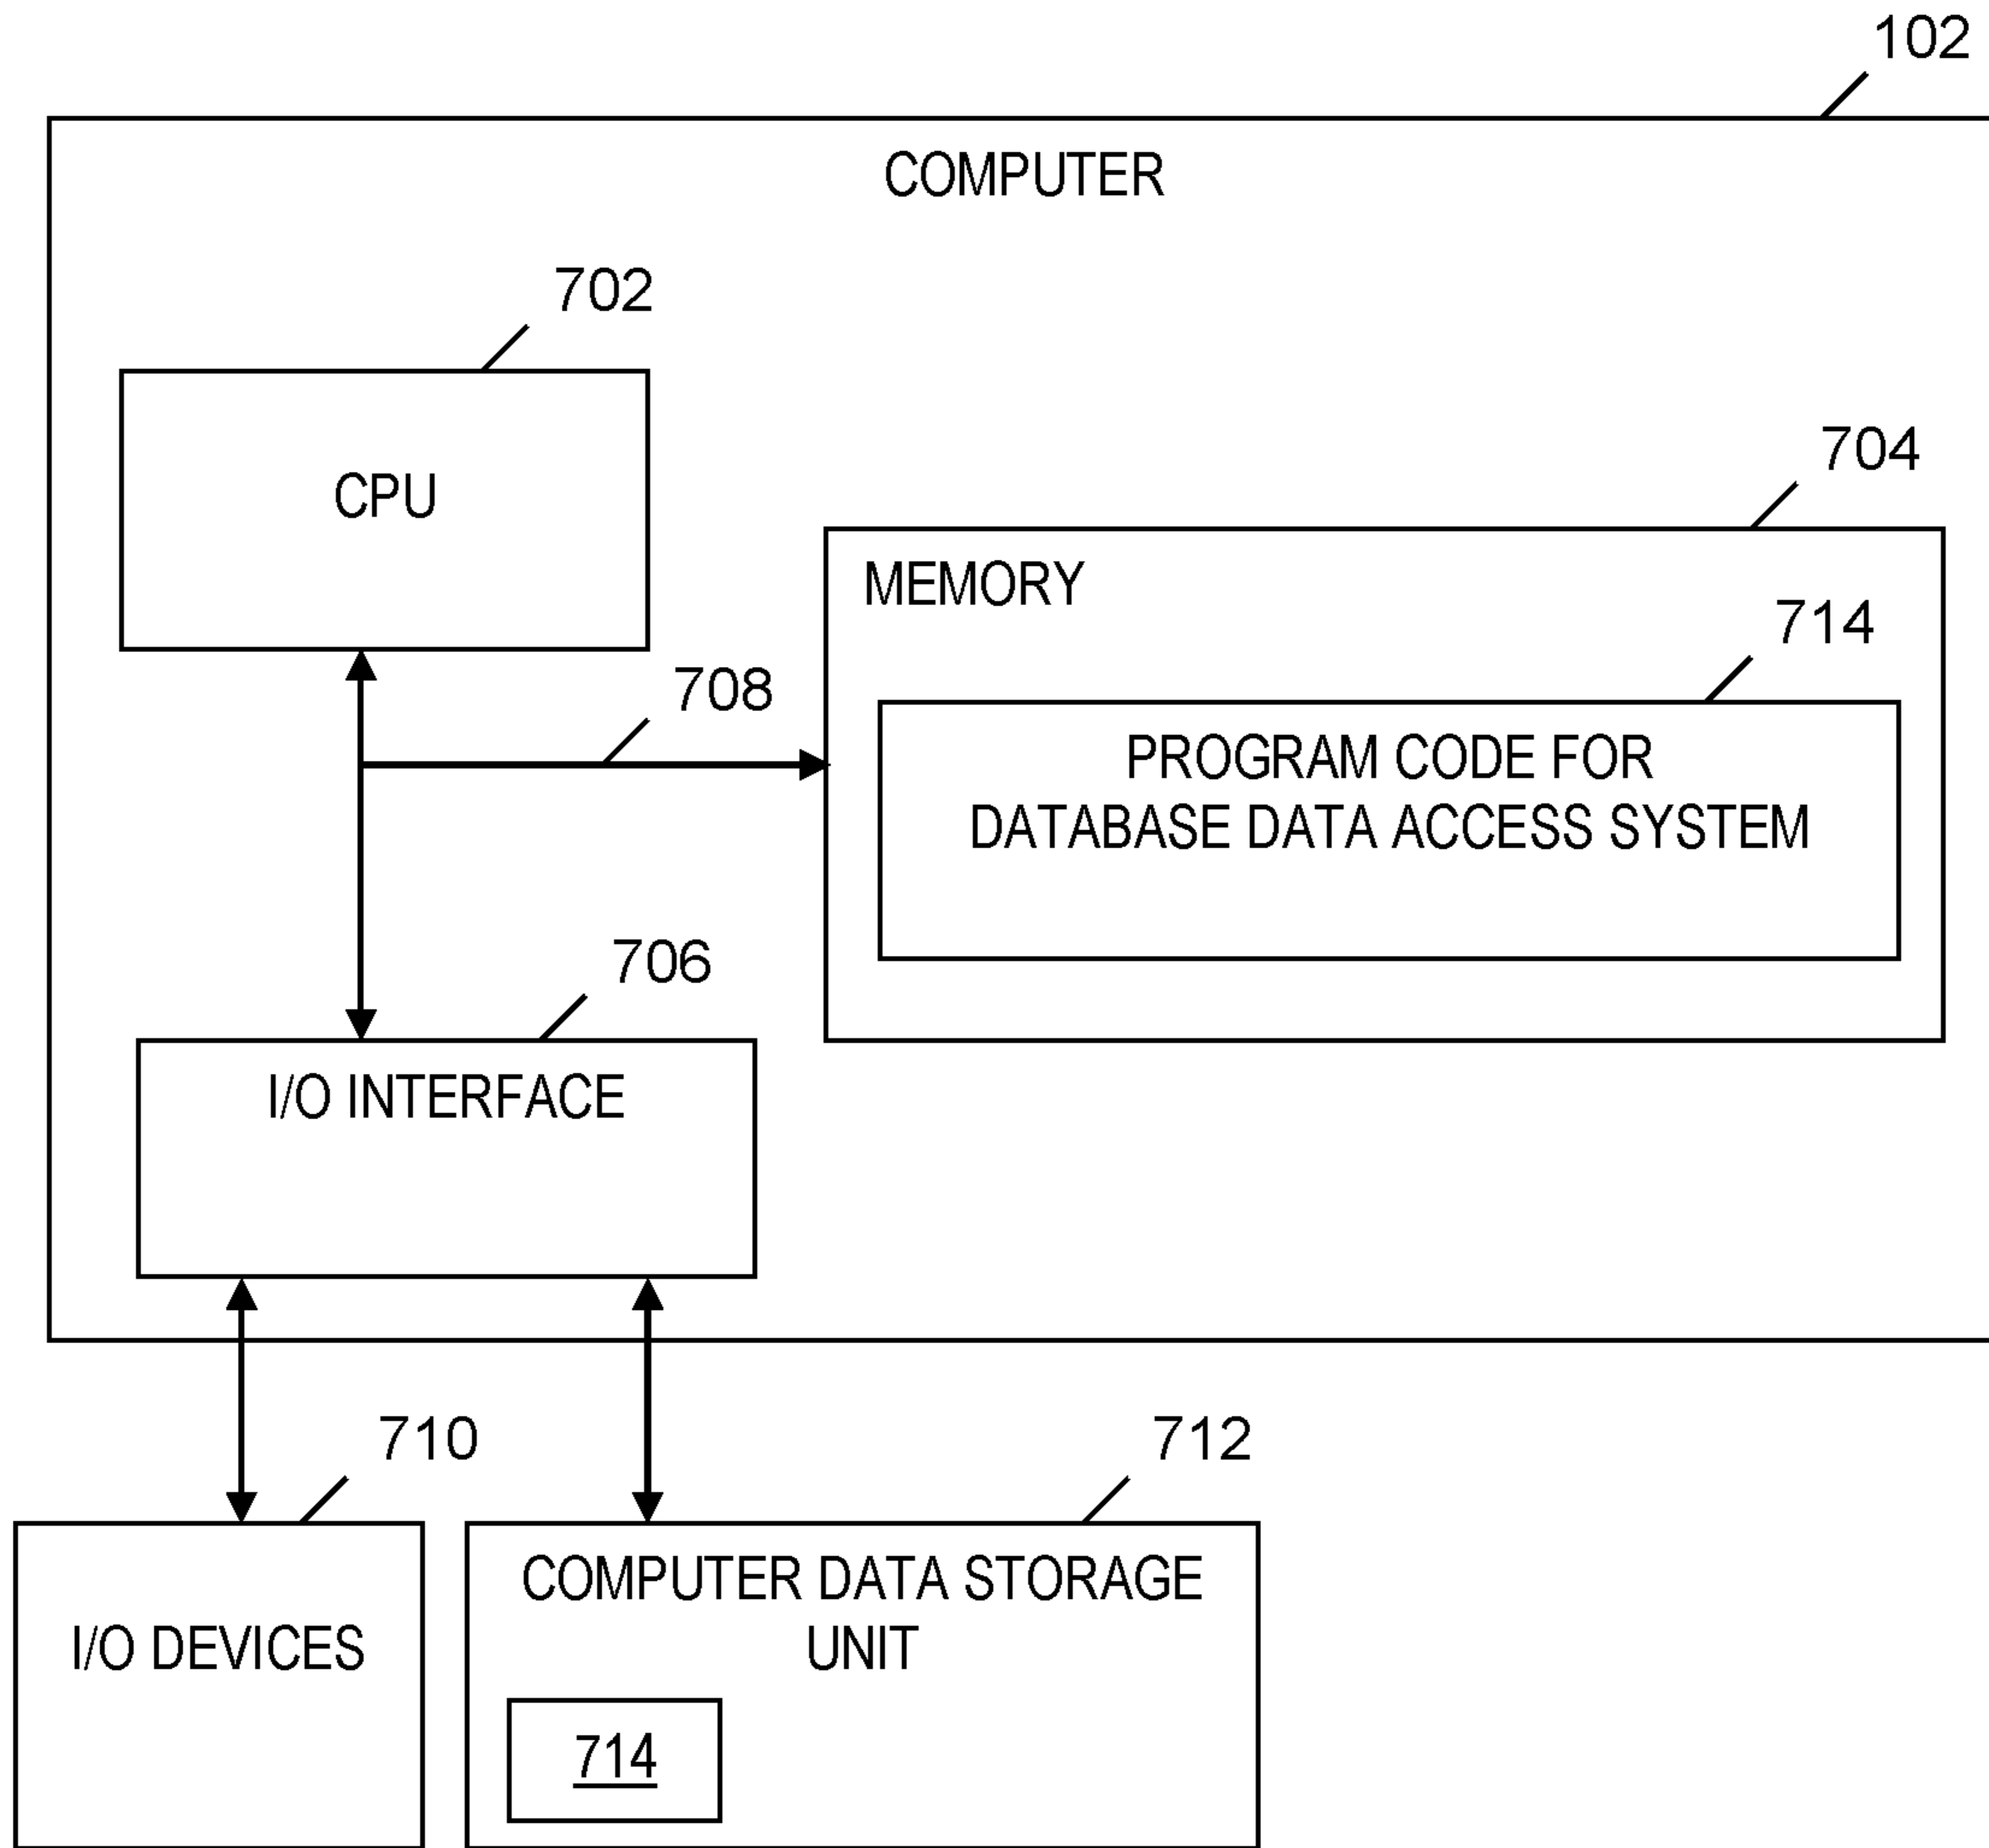 102
COMPUTER
702
CPU
704
MEMORY
714
708
PROGRAM CODE FOR
DATABASE DATA ACCESS SYSTEM
706
I/O INTERFACE
710
712
I/O DEVICES
COMPUTER DATA STORAGE
UNIT
714